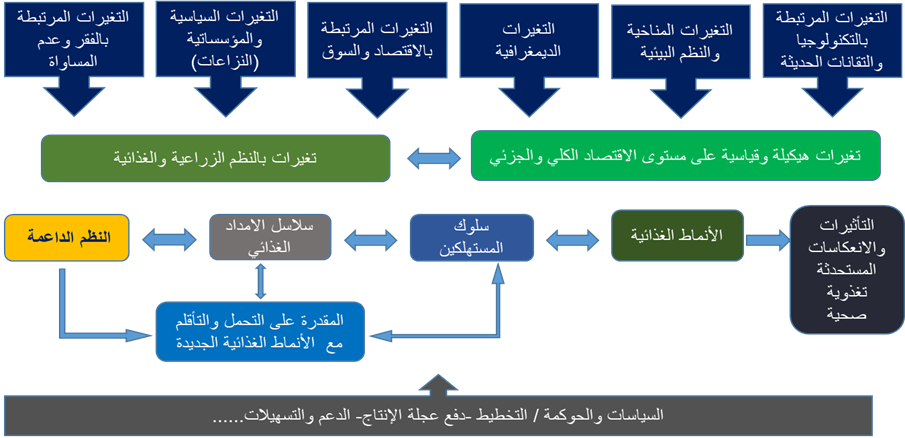 التغيرات المرتبطة
بالتكنولوجيا
والتقانات الحديثة
التغيرات المناخية
والنظم البيئية
التغيرات
الديمغرافية
التغيرات المرتبطة
بالاقتصاد والسوق
التغيرات السياسية
والمؤسساتية
(النزاعات)
التغيرات المرتبطة
بالفقر وعدم
المساواة
تغيرات هيكيلة وقياسية على مستوى الاقتصاد الكلي والجزئي
تغيرات بالنظم الزراعية والغذائية
التأثيرات
والانعكاسات
المستحدثة
تغذوية
صحية
الأنماط الغذائية
سلوك
المستهلكين
سلاسل الامداد
الغذائي
النظم الداعمة
المقدرة على التحمل والتأقلم
مع الأنماط الغذائية الجديدة
السياسات والحوكمة / التخطيط -دفع عجلة الإنتاج- الدعم والتسهيلات......